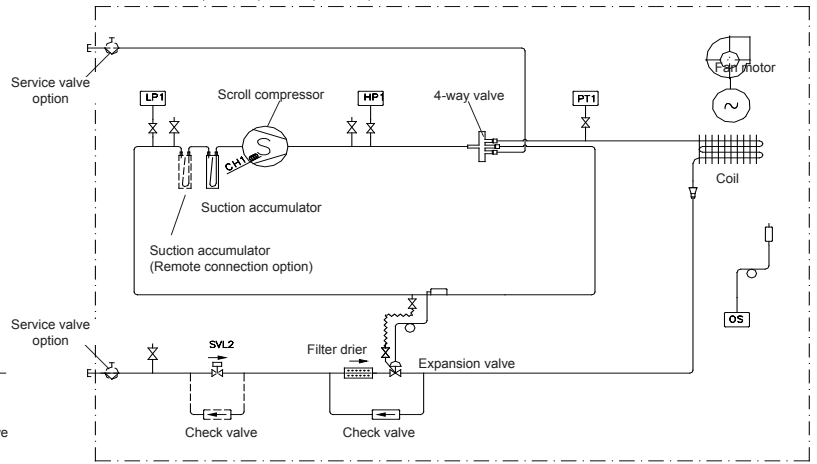 Service valve
option
LP1
Scroll compressor
HP1
4-way valve
PT1
Fan motor
S
CH1
Suction accumulator
Suction accumulator
(Remote connection option)
Coil
OS
Service valve
option
SVL2
Filter drier
Expansion valve
Check valve
Check valve